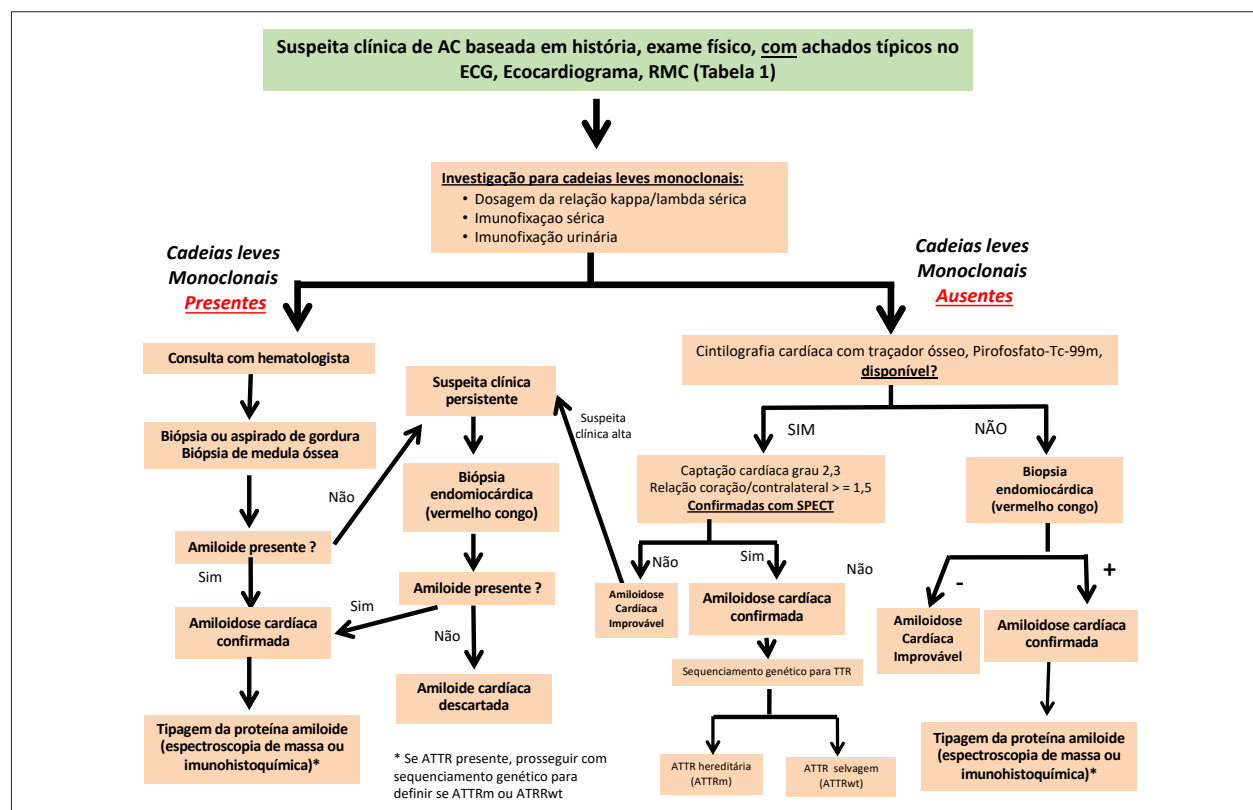 Suspeita clínica de AC baseada em história, exame físico, com achados típicos no
ECG, Ecocardiograma, RMC (Tabela 1)
Investigação para cadeias leves monoclonais:
• Dosagem da relação kappa/lambda sérica
• Imunofixaçao sérica
• Imunofixação urinária
Cadeias leves
Monoclonais
Presentes
Cadeias leves
Monoclonais
Ausentes
Consulta com hematologista
Biópsia ou aspirado de gordura
Biópsia de medula óssea
Não
Amiloide presente ?
Sim
Amiloidose cardíaca
confirmada
Tipagem da proteína amiloide
(espectroscopia de massa ou
imunohistoquímica)*
Suspeita clínica
persistente
Suspeita
clínica alta
Biópsia
endomiocárdica
(vermelho congo)
Amiloide presente ?
Sim
Não
Amiloide cardíaca
descartada
* Se ATTR presente, prosseguir com
sequenciamento genético para
definir se ATTRm ou ATRRwt
Cintilografia cardíaca com traçador ósseo, Pirofosfato-Tc-99m,
disponível?
SIM
NÃO
Captação cardíaca grau 2,3
Relação coração/contralateral > = 1,5
Confirmadas com SPECT
Não
Sim
Não
Amiloidose
Cardíaca
Improvável
Amiloidose cardíaca
confirmada
Sequenciamento genético para TTR
ATTR hereditária
(ATTRm)
ATTR selvagem
(ATTRwt)
Biopsia
endomiocárdica
(vermelho congo)
-
+
Amiloidose
Cardíaca
Improvável
Amiloidose cardíaca
confirmada
Tipagem da proteína amiloide
(espectroscopia de massa ou
imunohistoquímica)*